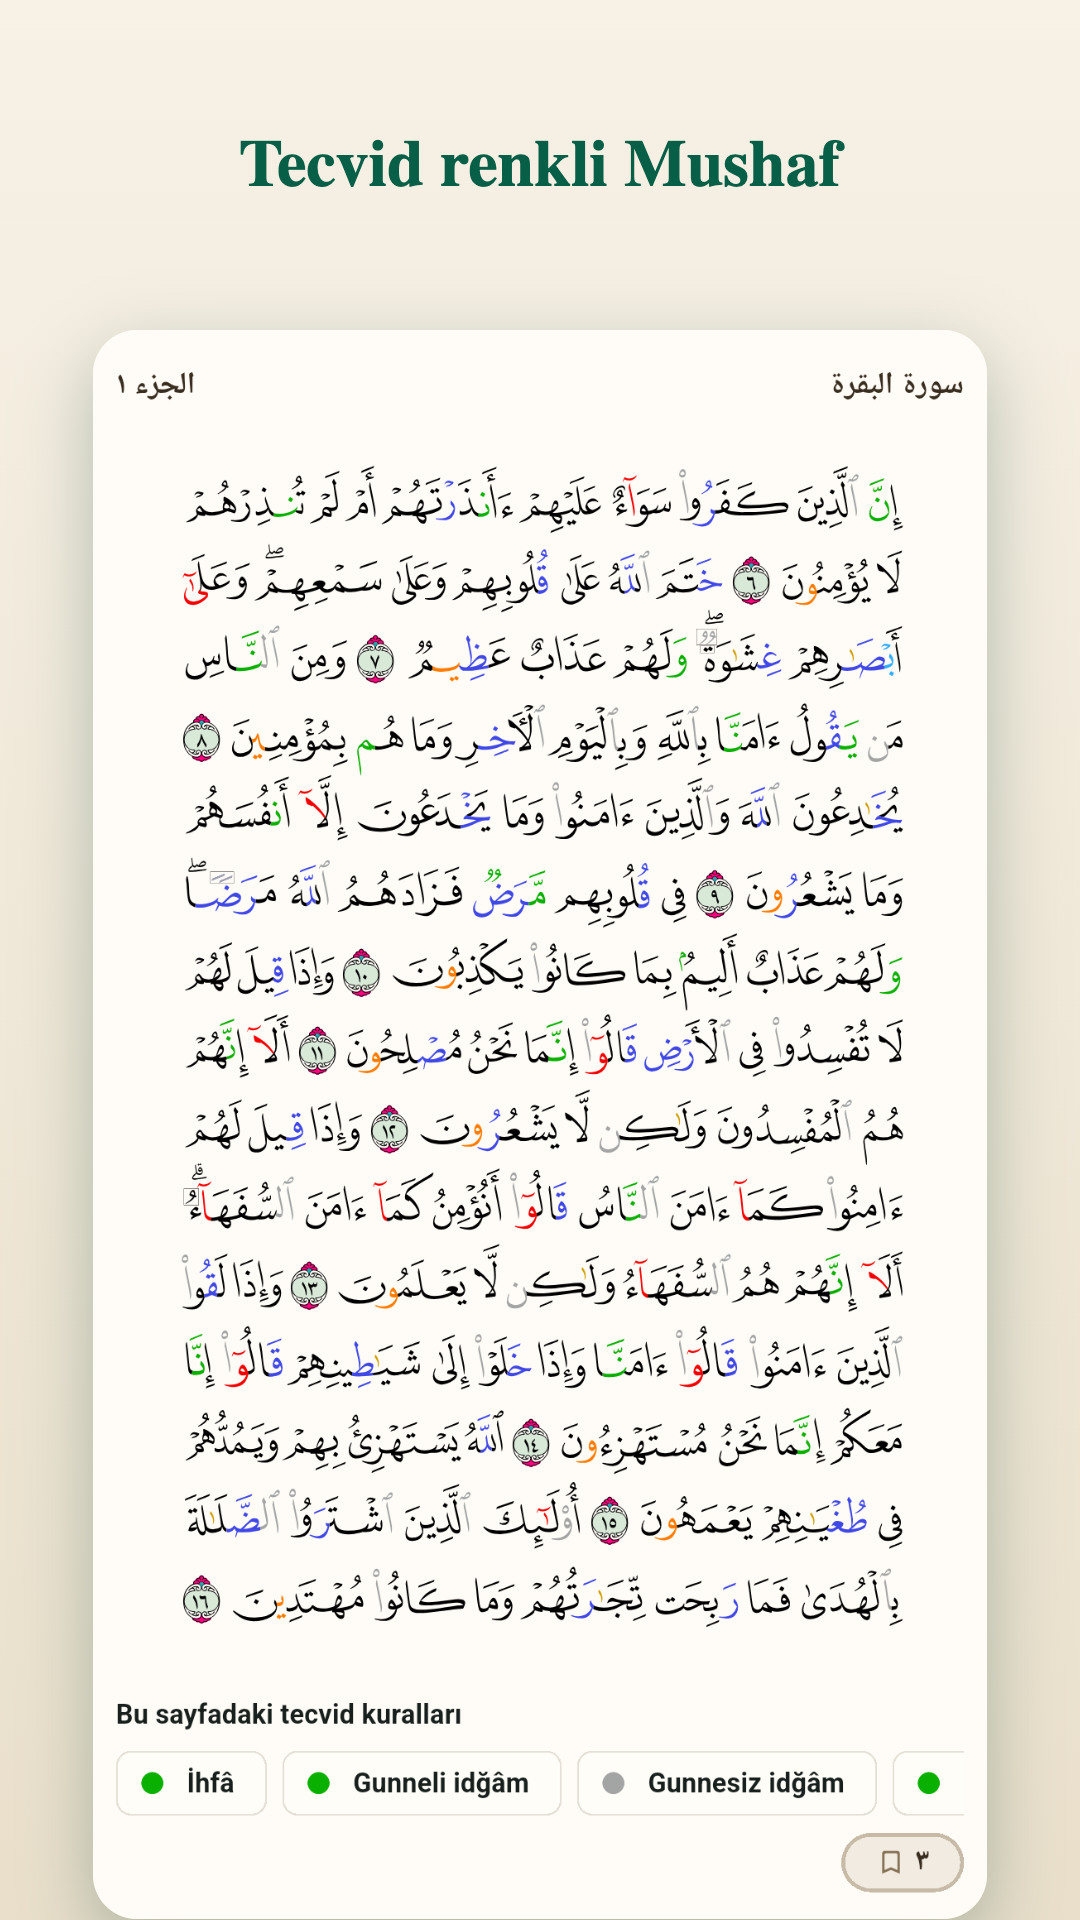 Tecvid renkli Mushaf
سورة البقرة
الجزء ١
إِنَّ ٱلَّذِينَ كَفَرُوا۟ سَوَآءٌ عَلَيْهِمْ ءَأَنذَرْتَهُمْ أَمْ لَمْ تُنذِرْهُمْ
لَا يُؤْمِنُونَ ٦ خَتَمَ ٱللَّهُ عَلَىٰ قُلُوبِهِمْ وَعَلَىٰ سَمْعِهِمْ ۖ وَعَلَىٰٓ
أَبْصَـٰرِهِمْ غِشَـٰوَةٌ ۖ وَلَهُمْ عَذَابٌ عَظِيمٌ ٧ وَمِنَ ٱلنَّاسِ
مَن يَقُولُ ءَامَنَّا بِٱللَّهِ وَبِٱلْيَوْمِ ٱلْـَٔاخِرِ وَمَا هُم بِمُؤْمِنِينَ ٨
يُخَـٰدِعُونَ ٱللَّهَ وَٱلَّذِينَ ءَامَنُوا۟ وَمَا يَخْدَعُونَ إِلَّآ أَنفُسَهُمْ
وَمَا يَشْعُرُونَ ٩ فِى قُلُوبِهِم مَّرَضٌ فَزَادَهُمُ ٱللَّهُ مَرَضًا ۖ
وَلَهُمْ عَذَابٌ أَلِيمٌۢ بِمَا كَانُوا۟ يَكْذِبُونَ ١٠ وَإِذَا قِيلَ لَهُمْ
لَا تُفْسِدُوا۟ فِى ٱلْأَرْضِ قَالُوٓا۟ إِنَّمَا نَحْنُ مُصْلِحُونَ ١١ أَلَآ إِنَّهُمْ
هُمُ ٱلْمُفْسِدُونَ وَلَـٰكِن لَّا يَشْعُرُونَ ١٢ وَإِذَا قِيلَ لَهُمْ
ءَامِنُوا۟ كَمَآ ءَامَنَ ٱلنَّاسُ قَالُوٓا۟ أَنُؤْمِنُ كَمَآ ءَامَنَ ٱلسُّفَهَآءُ ۗ
أَلَآ إِنَّهُمْ هُمُ ٱلسُّفَهَآءُ وَلَـٰكِن لَّا يَعْلَمُونَ ١٣ وَإِذَا لَقُوا۟
ٱلَّذِينَ ءَامَنُوا۟ قَالُوٓا۟ ءَامَنَّا وَإِذَا خَلَوْا۟ إِلَىٰ شَيَـٰطِينِهِمْ قَالُوٓا۟ إِنَّا
مَعَكُمْ إِنَّمَا نَحْنُ مُسْتَهْزِءُونَ ١٤ ٱللَّهُ يَسْتَهْزِئُ بِهِمْ وَيَمُدُّهُمْ
فِى طُغْيَـٰنِهِمْ يَعْمَهُونَ ١٥ أُو۟لَـٰٓئِكَ ٱلَّذِينَ ٱشْتَرَوُا۟ ٱلضَّلَـٰلَةَ
بِٱلْهُدَىٰ فَمَا رَبِحَت تِّجَـٰرَتُهُمْ وَمَا كَانُوا۟ مُهْتَدِينَ ١٦
Bu sayfadaki tecvid kuralları
İhfâ
Gunneli idğâm
Gunnesiz idğâm
٣